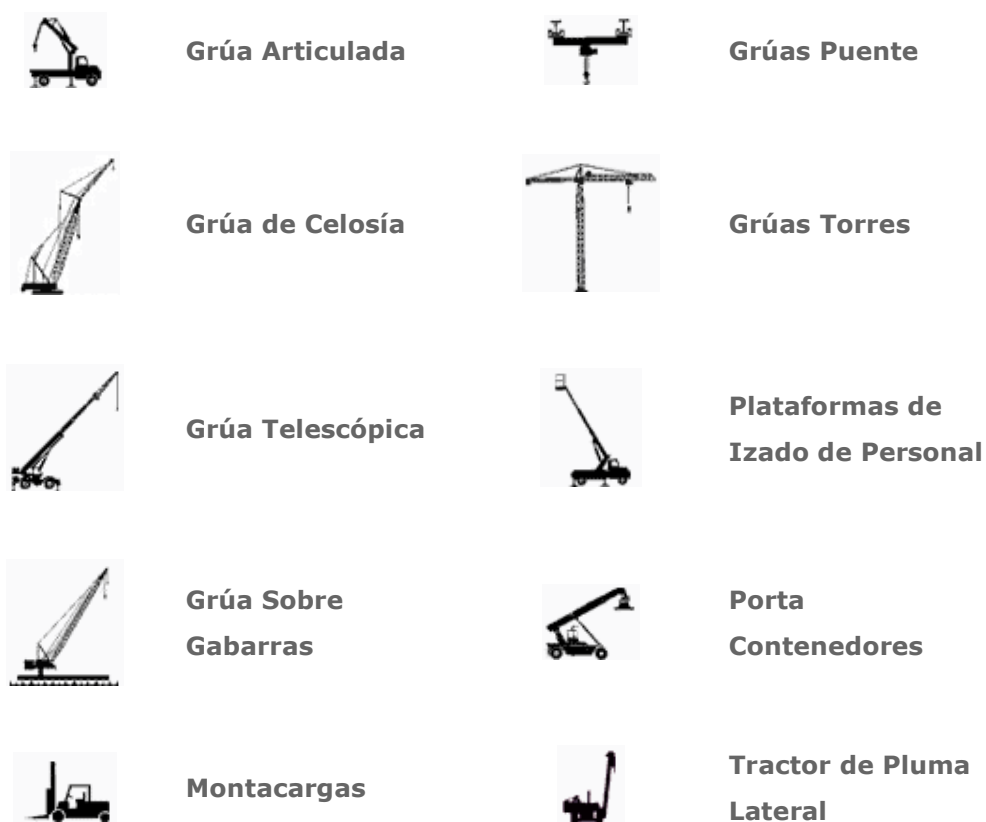 Grúa Articulada
Grúas Puente
Grúa de Celosía
Grúas Torres
Grúa Telescópica
Plataformas de
Izado de Personal
Grúa Sobre
Gabarras
Porta
Contenedores
Montacargas
Tractor de Pluma
Lateral